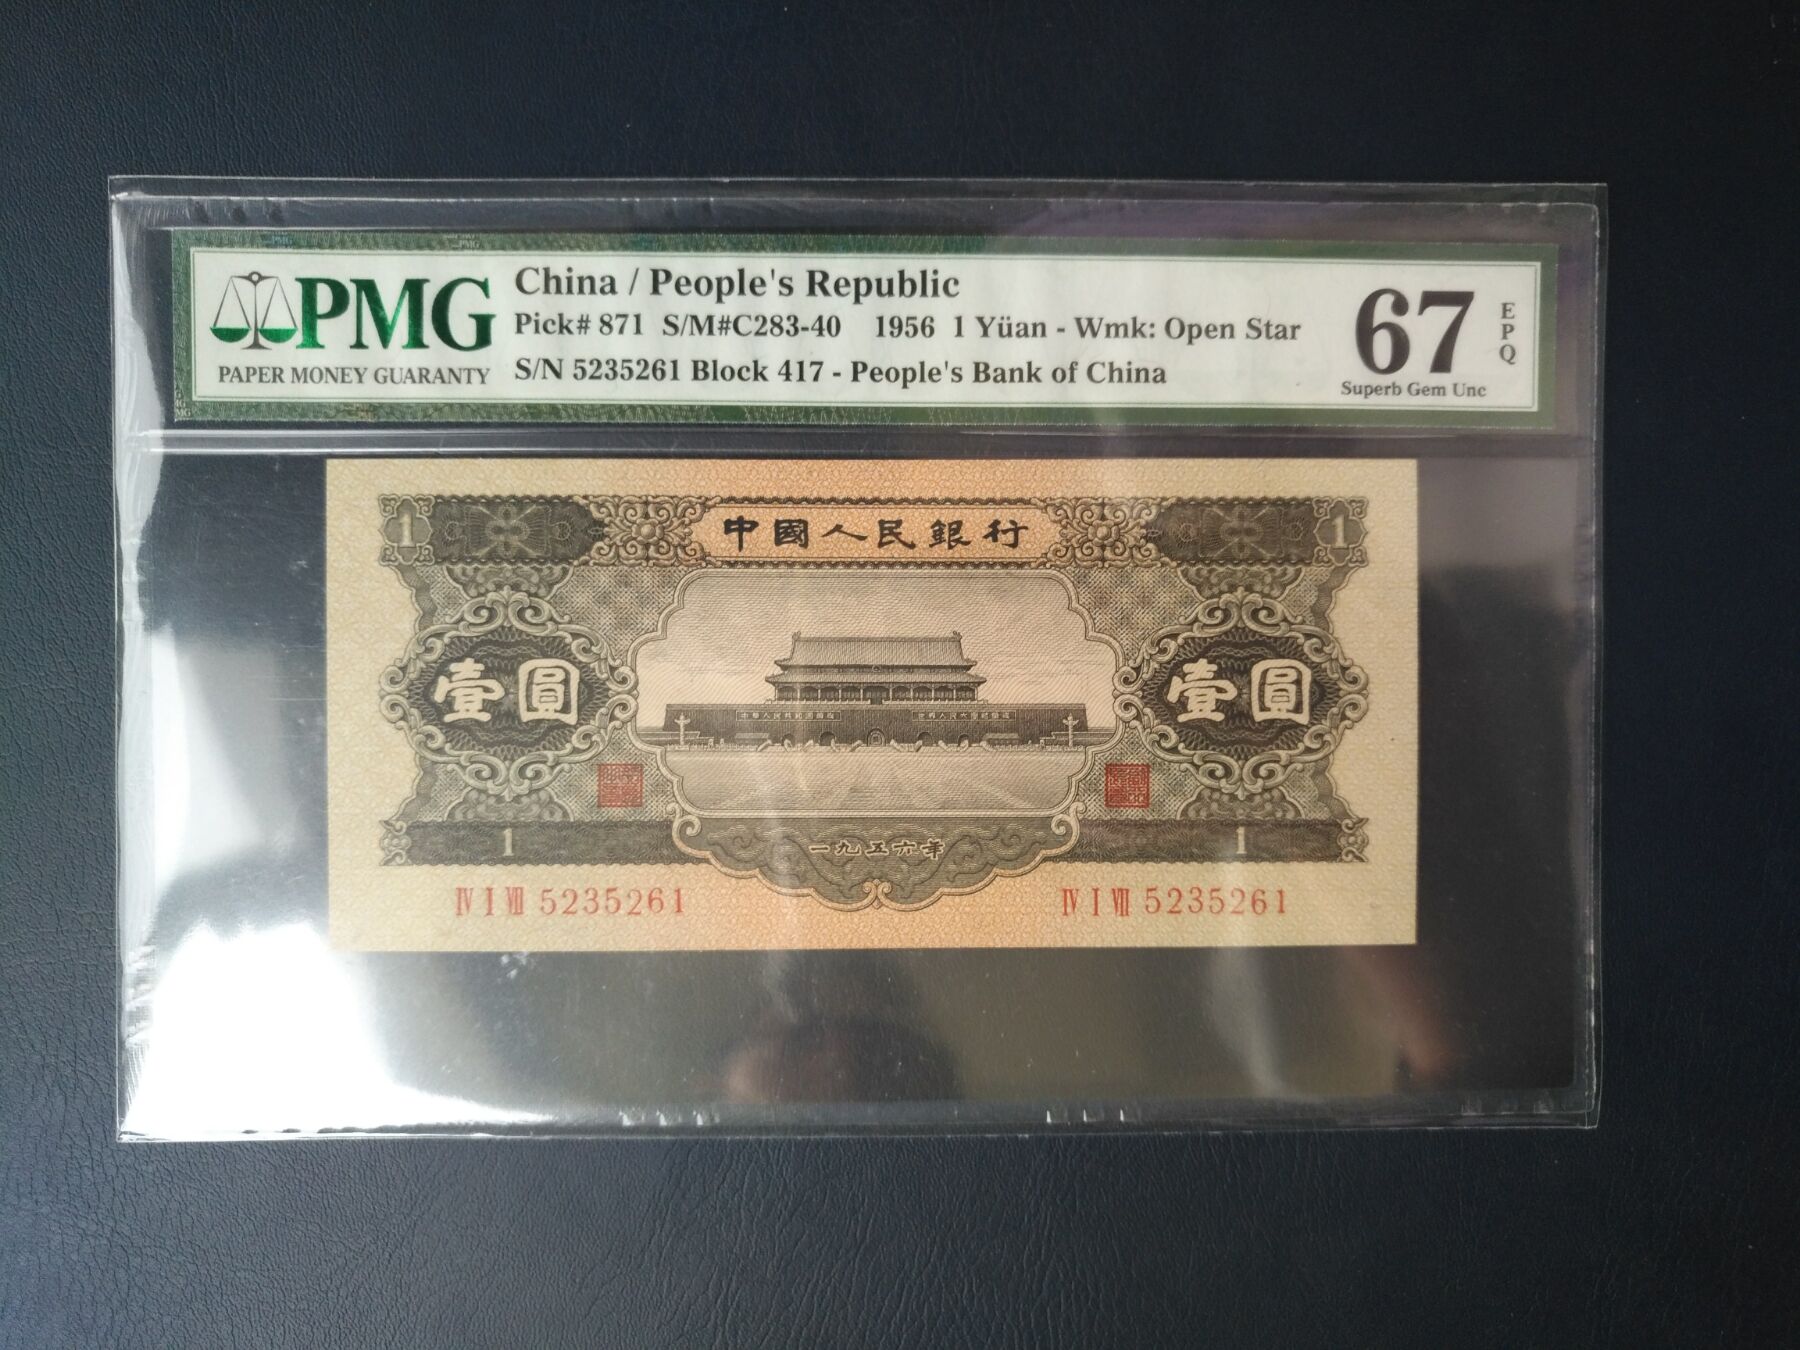 PMG
PAPER MONEY GUARANTY
China / People's Republic
Pick# 871 S/M#C283-40 1956 1 Yüan - Wmk: Open Star
S/N 5235261 Block 417 - People's Bank of China
67
EPQ
Superb Gem Unc
1 中國人民銀行 1
壹圓 壹圓
1 一九五六年 1
Ⅳ Ⅰ Ⅶ 5235261 Ⅳ Ⅰ Ⅶ 5235261